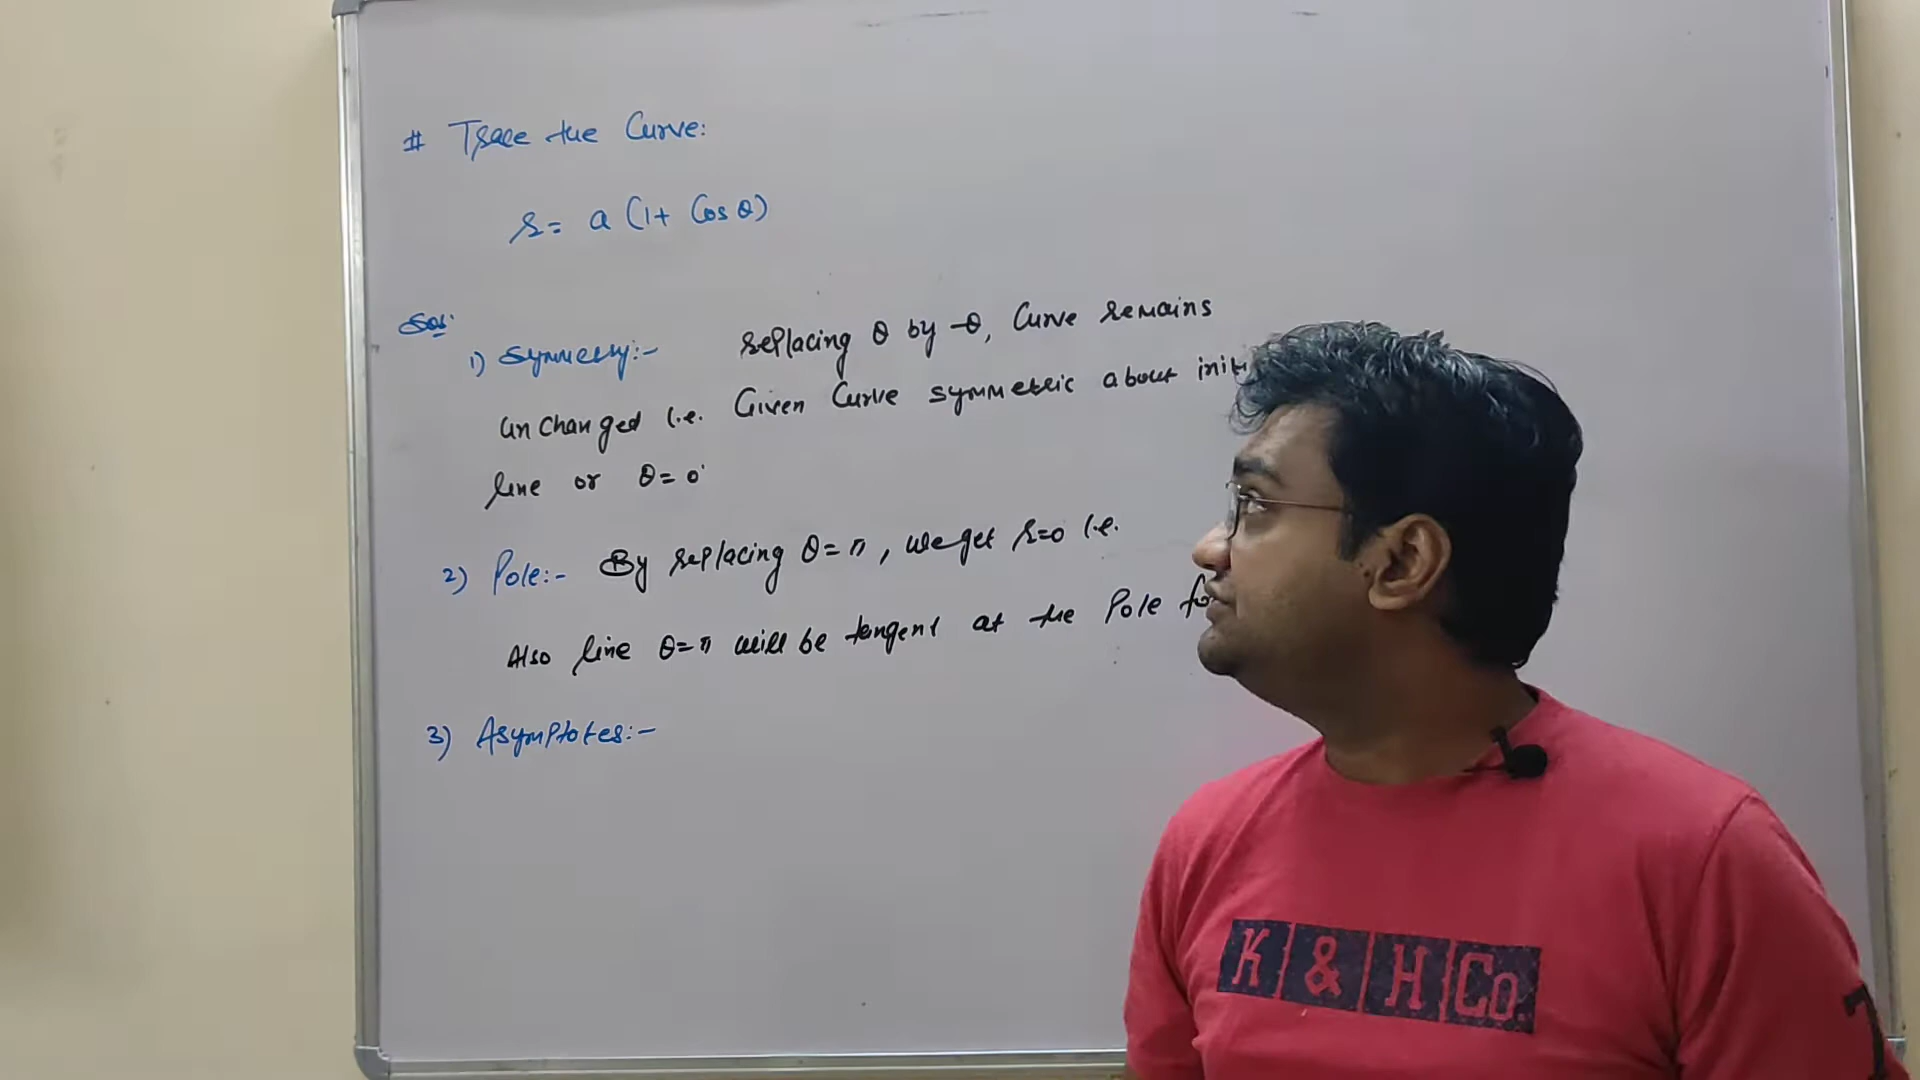 # Trace the Curve:
r = a (1+ Cos θ)
Sol.
1) Symmetry:- replacing θ by -θ, Curve remains
unchanged i.e. Given Curve symmetric about
line or θ=0
2) Pole:- By replacing θ=π, we get r=0 i.e.
Also line θ=π will be tangent at the Pole
3) Asymptotes:-
K & H Co.